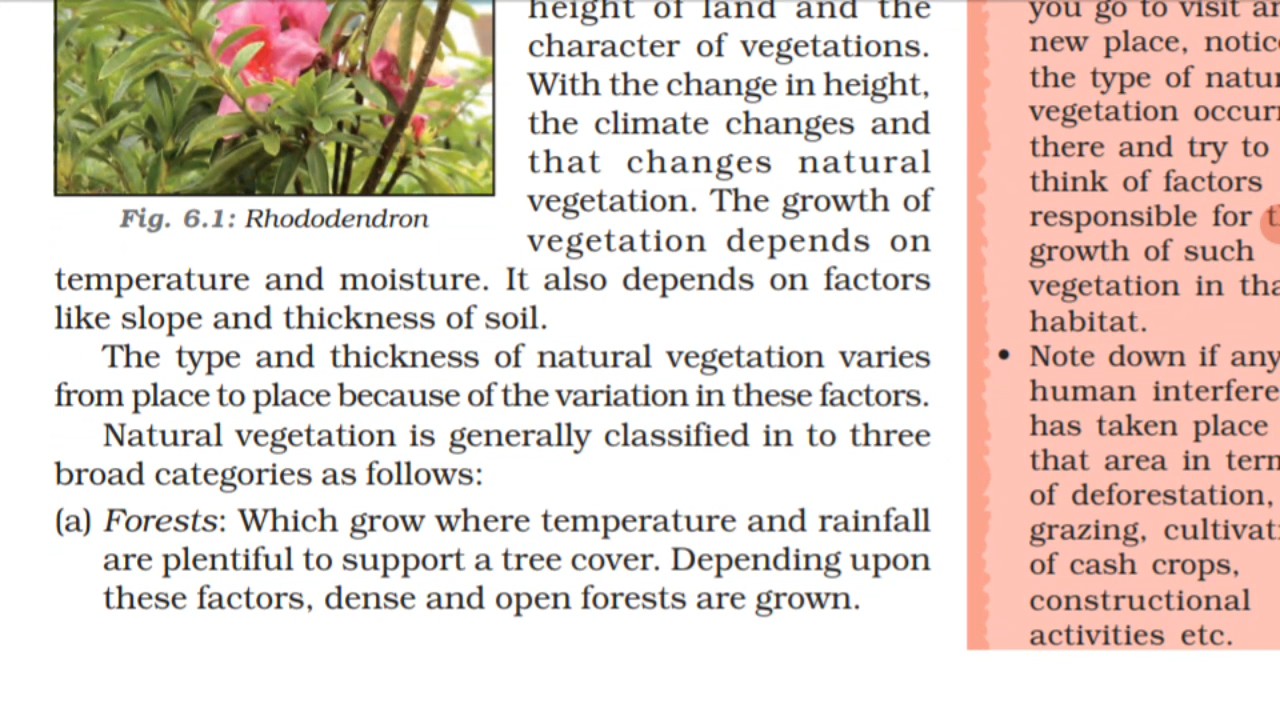 height of land and the
character of vegetations.
With the change in height,
the climate changes and
that changes natural
vegetation. The growth of
vegetation depends on
Fig. 6.1: Rhododendron
temperature and moisture. It also depends on factors
like slope and thickness of soil.
The type and thickness of natural vegetation varies
from place to place because of the variation in these factors.
Natural vegetation is generally classified in to three
broad categories as follows:
(a) Forests: Which grow where temperature and rainfall
are plentiful to support a tree cover. Depending upon
these factors, dense and open forests are grown.
you go to visit
new place,
the type of
vegetation
there and try to
think of factors
responsible for
growth of such
vegetation in
habitat.
• Note down if any
human
has taken place
that area in
of deforestation,
grazing,
of cash crops,
constructional
activities etc.